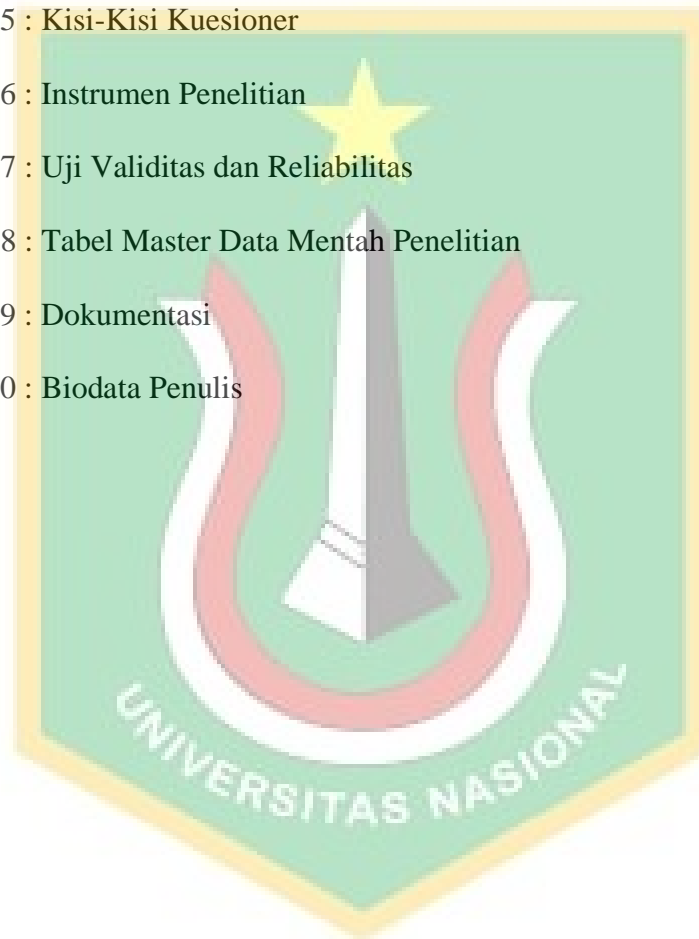 5 : Kisi-Kisi Kuesioner
6 : Instrumen Penelitian
7 : Uji Validitas dan Reliabilitas
8 : Tabel Master Data Mentah Penelitian
9 : Dokumentasi
0 : Biodata Penulis
UNIVERSITAS NASIONAL